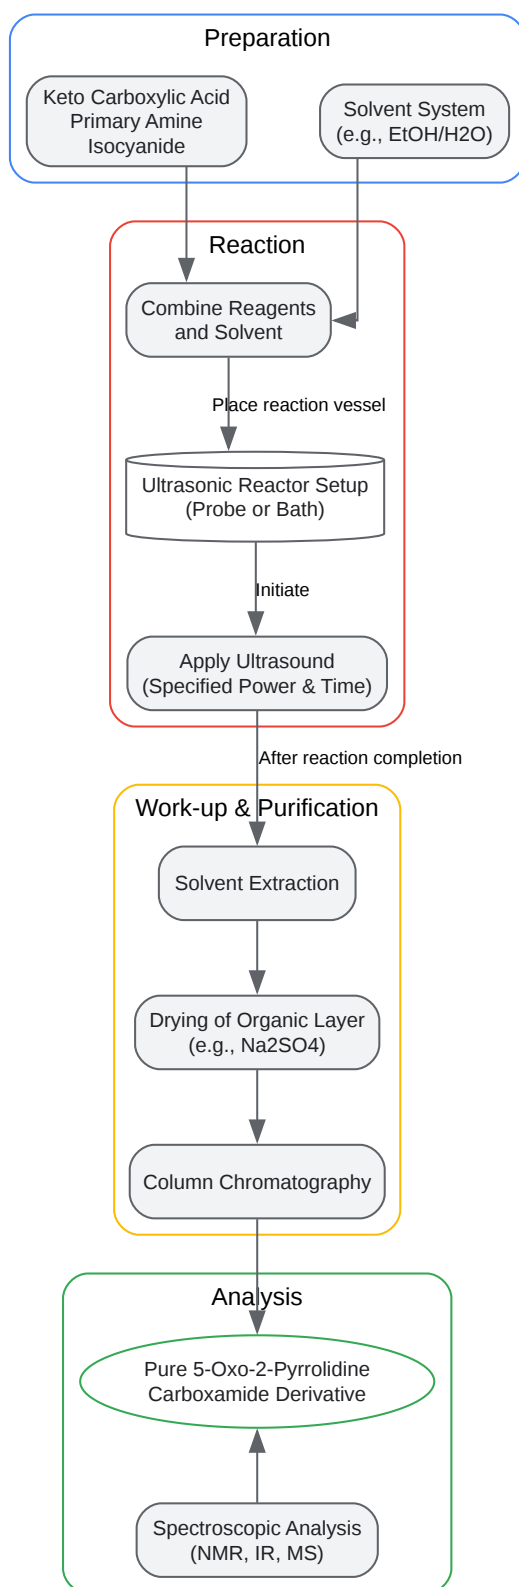 Preparation
Keto Carboxylic Acid
Primary Amine
Isocyanide
Solvent System
(e.g., EtOH/H2O)
Reaction
Combine Reagents
and Solvent
Place reaction vessel
Ultrasonic Reactor Setup
(Probe or Bath)
Initiate
Apply Ultrasound
(Specified Power & Time)
After reaction completion
Work-up & Purification
Solvent Extraction
Drying of Organic Layer
(e.g., Na2SO4)
Column Chromatography
Analysis
Pure 5-Oxo-2-Pyrrolidine
Carboxamide Derivative
Spectroscopic Analysis
(NMR, IR, MS)